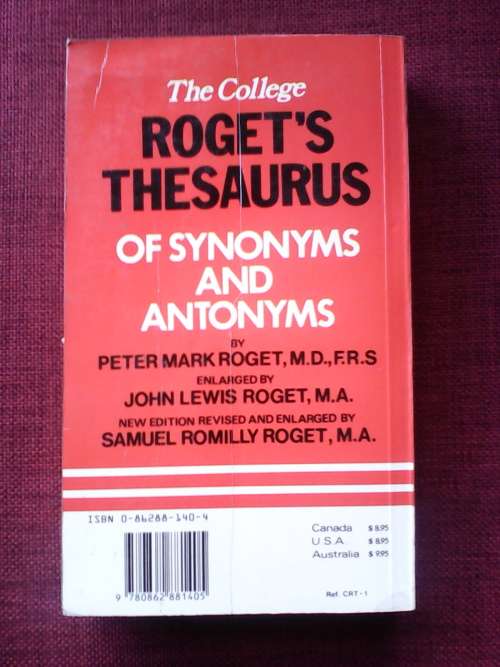 The College
ROGET'S
THESAURUS
OF SYNONYMS
AND
ANTONYMS
BY
PETER MARK ROGET, M.D.,F.R.S
ENLARGED BY
JOHN LEWIS ROGET, M.A.
NEW EDITION REVISED AND ENLARGED BY
SAMUEL ROMILLY ROGET, M.A.
ISBN 0-86288-140-4
Canada $ 8.95
U S A $ 8.95
Australia $ 9.95
9 780862 881405
Ref. CRT - 1